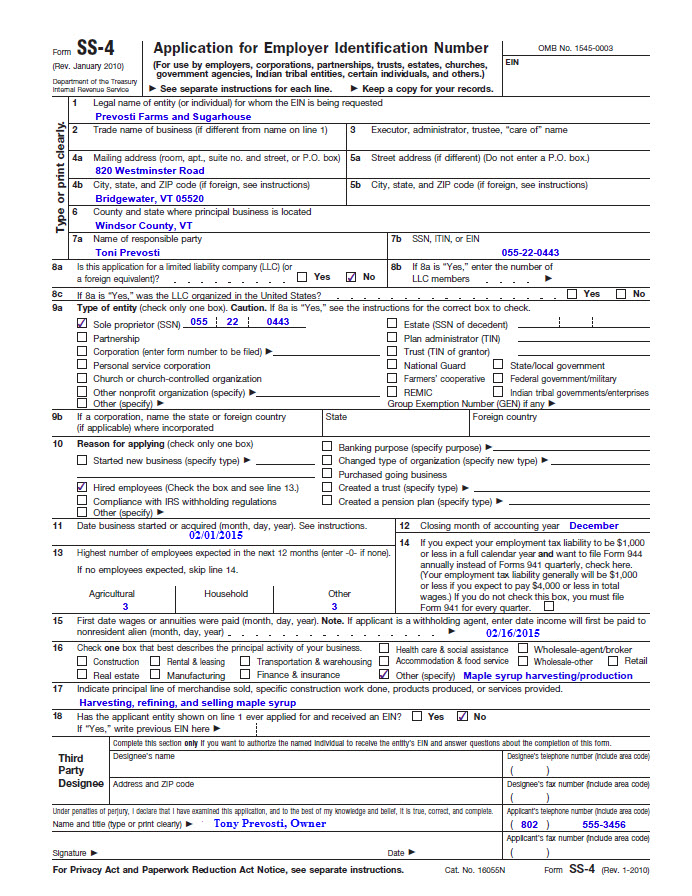 Form SS-4
(Rev. January 2010)
Department of the Treasury
Internal Revenue Service
Application for Employer Identification Number
(For use by employers, corporations, partnerships, trusts, estates, churches,
government agencies, Indian tribal entities, certain individuals, and others.)
▶ See separate instructions for each line. ▶ Keep a copy for your records.
OMB No. 1545-0003
EIN
Type or print clearly.
1 Legal name of entity (or individual) for whom the EIN is being requested
Prevosti Farms and Sugarhouse
2 Trade name of business (if different from name on line 1)
3 Executor, administrator, trustee, "care of" name
4a Mailing address (room, apt., suite no. and street, or P.O. box)
820 Westminster Road
5a Street address (if different) (Do not enter a P.O. box.)
4b City, state, and ZIP code (if foreign, see instructions)
Bridgewater, VT 05520
5b City, state, and ZIP code (if foreign, see instructions)
6 County and state where principal business is located
Windsor County, VT
7a Name of responsible party
Toni Prevosti
7b SSN, ITIN, or EIN
055-22-0443
8a Is this application for a limited liability company (LLC) (or
a foreign equivalent)? . . . . . . . . Yes No
8b If 8a is "Yes," enter the number of
LLC members . . . . ▶
8c If 8a is "Yes," was the LLC organized in the United States? . . . . . . . . . . . . . . . . Yes No
9a Type of entity (check only one box). Caution. If 8a is "Yes," see the instructions for the correct box to check.
Sole proprietor (SSN) 055 22 0443
Partnership
Corporation (enter form number to be filed) ▶
Personal service corporation
Church or church-controlled organization
Other nonprofit organization (specify) ▶
Other (specify) ▶
Estate (SSN of decedent)
Plan administrator (TIN)
Trust (TIN of grantor)
National Guard State/local government
Farmers' cooperative Federal government/military
REMIC Indian tribal governments/enterprises
Group Exemption Number (GEN) if any ▶
9b If a corporation, name the state or foreign country
(if applicable) where incorporated
State
Foreign country
10 Reason for applying (check only one box)
Started new business (specify type) ▶
Hired employees (Check the box and see line 13.)
Compliance with IRS withholding regulations
Other (specify) ▶
Banking purpose (specify purpose) ▶
Changed type of organization (specify new type) ▶
Purchased going business
Created a trust (specify type) ▶
Created a pension plan (specify type) ▶
11 Date business started or acquired (month, day, year). See instructions.
02/01/2015
12 Closing month of accounting year December
13 Highest number of employees expected in the next 12 months (enter -0- if none).
If no employees expected, skip line 14.
Agricultural Household Other
3 3
14 If you expect your employment tax liability to be $1,000
or less in a full calendar year and want to file Form 944
annually instead of Forms 941 quarterly, check here.
(Your employment tax liability generally will be $1,000
or less if you expect to pay $4,000 or less in total
wages.) If you do not check this box, you must file
Form 941 for every quarter.
15 First date wages or annuities were paid (month, day, year). Note. If applicant is a withholding agent, enter date income will first be paid to
nonresident alien (month, day, year) . . . . . . . . . . . . . . . ▶ 02/16/2015
16 Check one box that best describes the principal activity of your business.
Health care & social assistance Wholesale-agent/broker
Construction Rental & leasing Transportation & warehousing Accommodation & food service Wholesale-other Retail
Real estate Manufacturing Finance & insurance Other (specify) Maple syrup harvesting/production
17 Indicate principal line of merchandise sold, specific construction work done, products produced, or services provided.
Harvesting, refining, and selling maple syrup
18 Has the applicant entity shown on line 1 ever applied for and received an EIN? Yes No
If "Yes," write previous EIN here ▶
Third
Party
Designee
Complete this section only if you want to authorize the named individual to receive the entity's EIN and answer questions about the completion of this form.
Designee's name
Designee's telephone number (include area code)
( )
Address and ZIP code
Designee's fax number (include area code)
( )
Under penalties of perjury, I declare that I have examined this application, and to the best of my knowledge and belief, it is true, correct, and complete.
Applicant's telephone number (include area code)
Name and title (type or print clearly) ▶ Tony Prevosti, Owner
( 802 ) 555-3456
Applicant's fax number (include area code)
Signature ▶ Date ▶
( )
For Privacy Act and Paperwork Reduction Act Notice, see separate instructions. Cat. No. 16055N Form SS-4 (Rev. 1-2010)